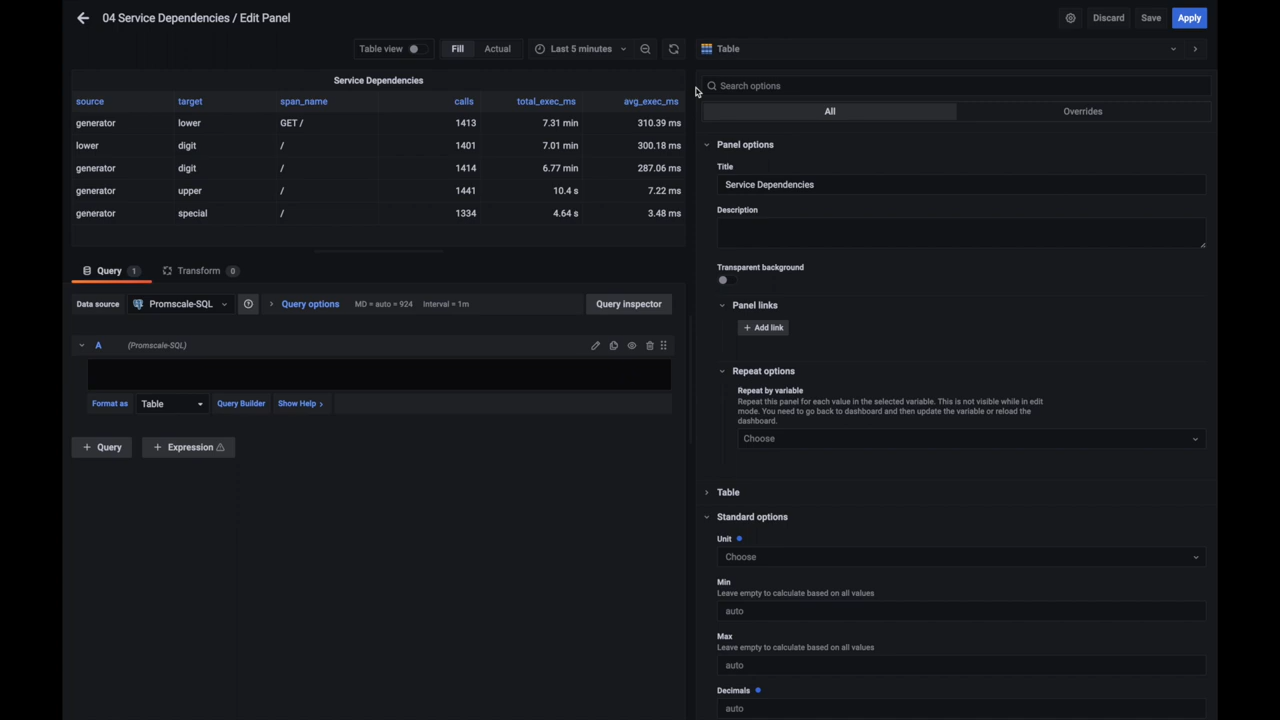 04 Service Dependencies / Edit Panel
Discard
Save
Apply
Table view
Fill
Actual
Last 5 minutes
Table
Service Dependencies
source target span_name calls total_exec_ms avg_exec_ms
generator lower GET / 1413 7.31 min 310.39 ms
lower digit / 1401 7.01 min 300.18 ms
generator digit / 1414 6.77 min 287.06 ms
generator upper / 1441 10.4 s 7.22 ms
generator special / 1334 4.64 s 3.48 ms
Query 1
Transform 0
Data source
Promscale-SQL
Query options
MD = auto = 924
Interval = 1m
Query inspector
A (Promscale-SQL)
Format as
Table
Query Builder
Show Help
+ Query
+ Expression
Search options
All
Overrides
Panel options
Title
Service Dependencies
Description
Transparent background
Panel links
+ Add link
Repeat options
Repeat by variable
Repeat this panel for each value in the selected variable. This is not visible while in edit
mode. You need to go back to dashboard and then update the variable or reload the
dashboard.
Choose
Table
Standard options
Unit
Choose
Min
Leave empty to calculate based on all values
auto
Max
Leave empty to calculate based on all values
auto
Decimals
auto